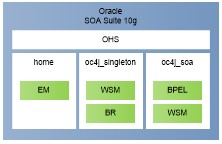 Oracle
SOA Suite 10g
OHS
home
oc4j_singleton
oc4j_soa
EM
WSM
BPEL
BR
WSM